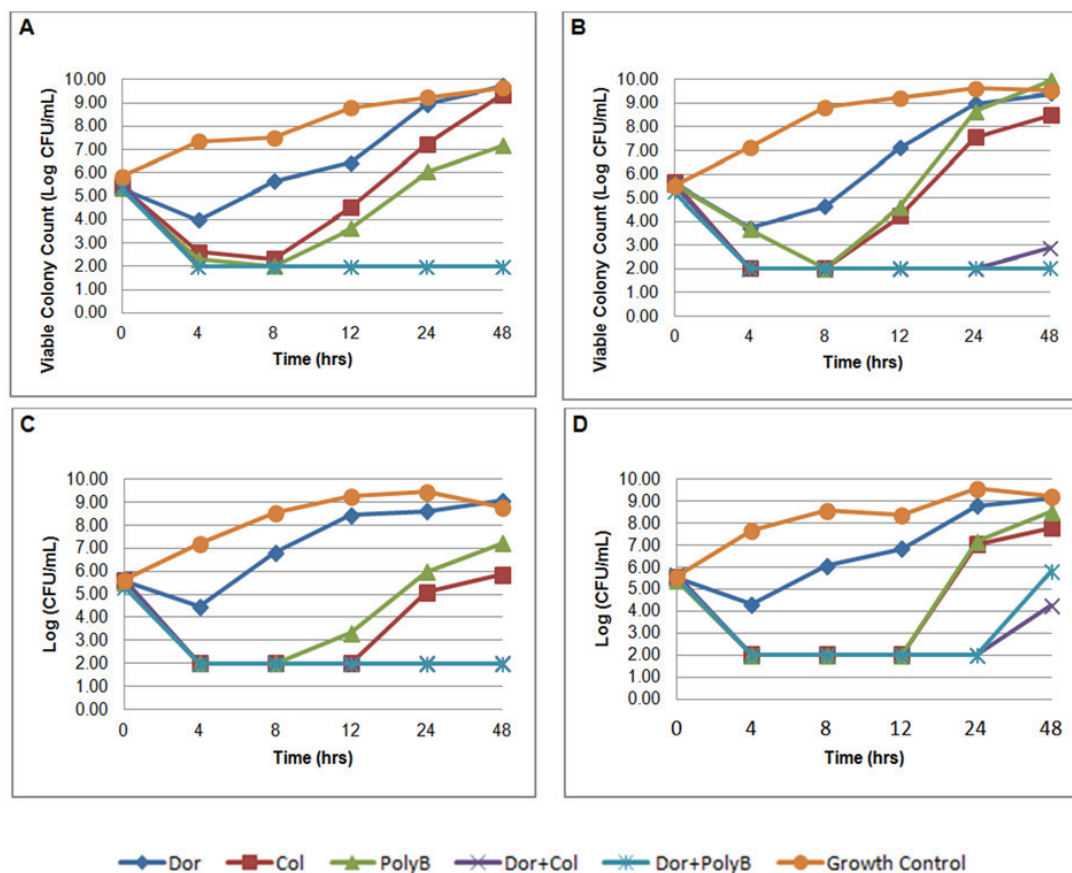 A
Viable Colony Count (Log CFU/mL)
10.00
9.00
8.00
7.00
6.00
5.00
4.00
3.00
2.00
1.00
0.00
0 4 8 12 24 48
Time (hrs)
B
Viable Colony Count (Log CFU/mL)
10.00
9.00
8.00
7.00
6.00
5.00
4.00
3.00
2.00
1.00
0.00
0 4 8 12 24 48
Time (hrs)
C
Log (CFU/mL)
10.00
9.00
8.00
7.00
6.00
5.00
4.00
3.00
2.00
1.00
0.00
0 4 8 12 24 48
Time (hrs)
D
Log (CFU/mL)
10.00
9.00
8.00
7.00
6.00
5.00
4.00
3.00
2.00
1.00
0.00
0 4 8 12 24 48
Time (hrs)
Dor Col PolyB Dor+Col Dor+PolyB Growth Control